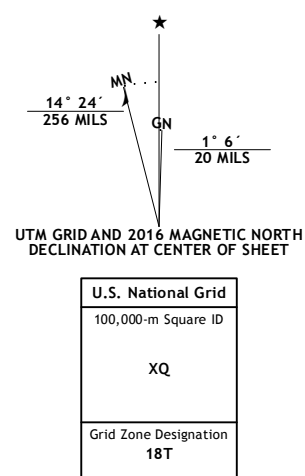 ★
MN
14° 24´
256 MILS
GN
1° 6´
20 MILS
UTM GRID AND 2016 MAGNETIC NORTH
DECLINATION AT CENTER OF SHEET
U.S. National Grid
100,000-m Square ID
XQ
Grid Zone Designation
18T